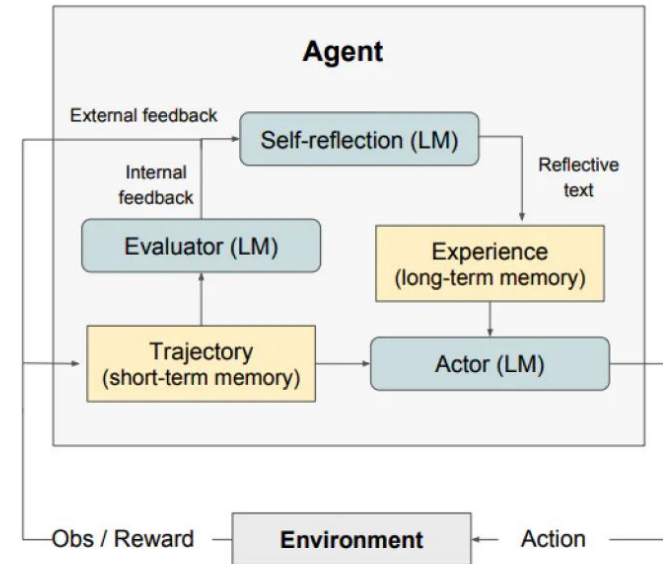 Agent
External feedback
Self-reflection (LM)
Internal
feedback
Reflective
text
Evaluator (LM)
Experience
(long-term memory)
Trajectory
(short-term memory)
Actor (LM)
Obs / Reward
Environment
Action